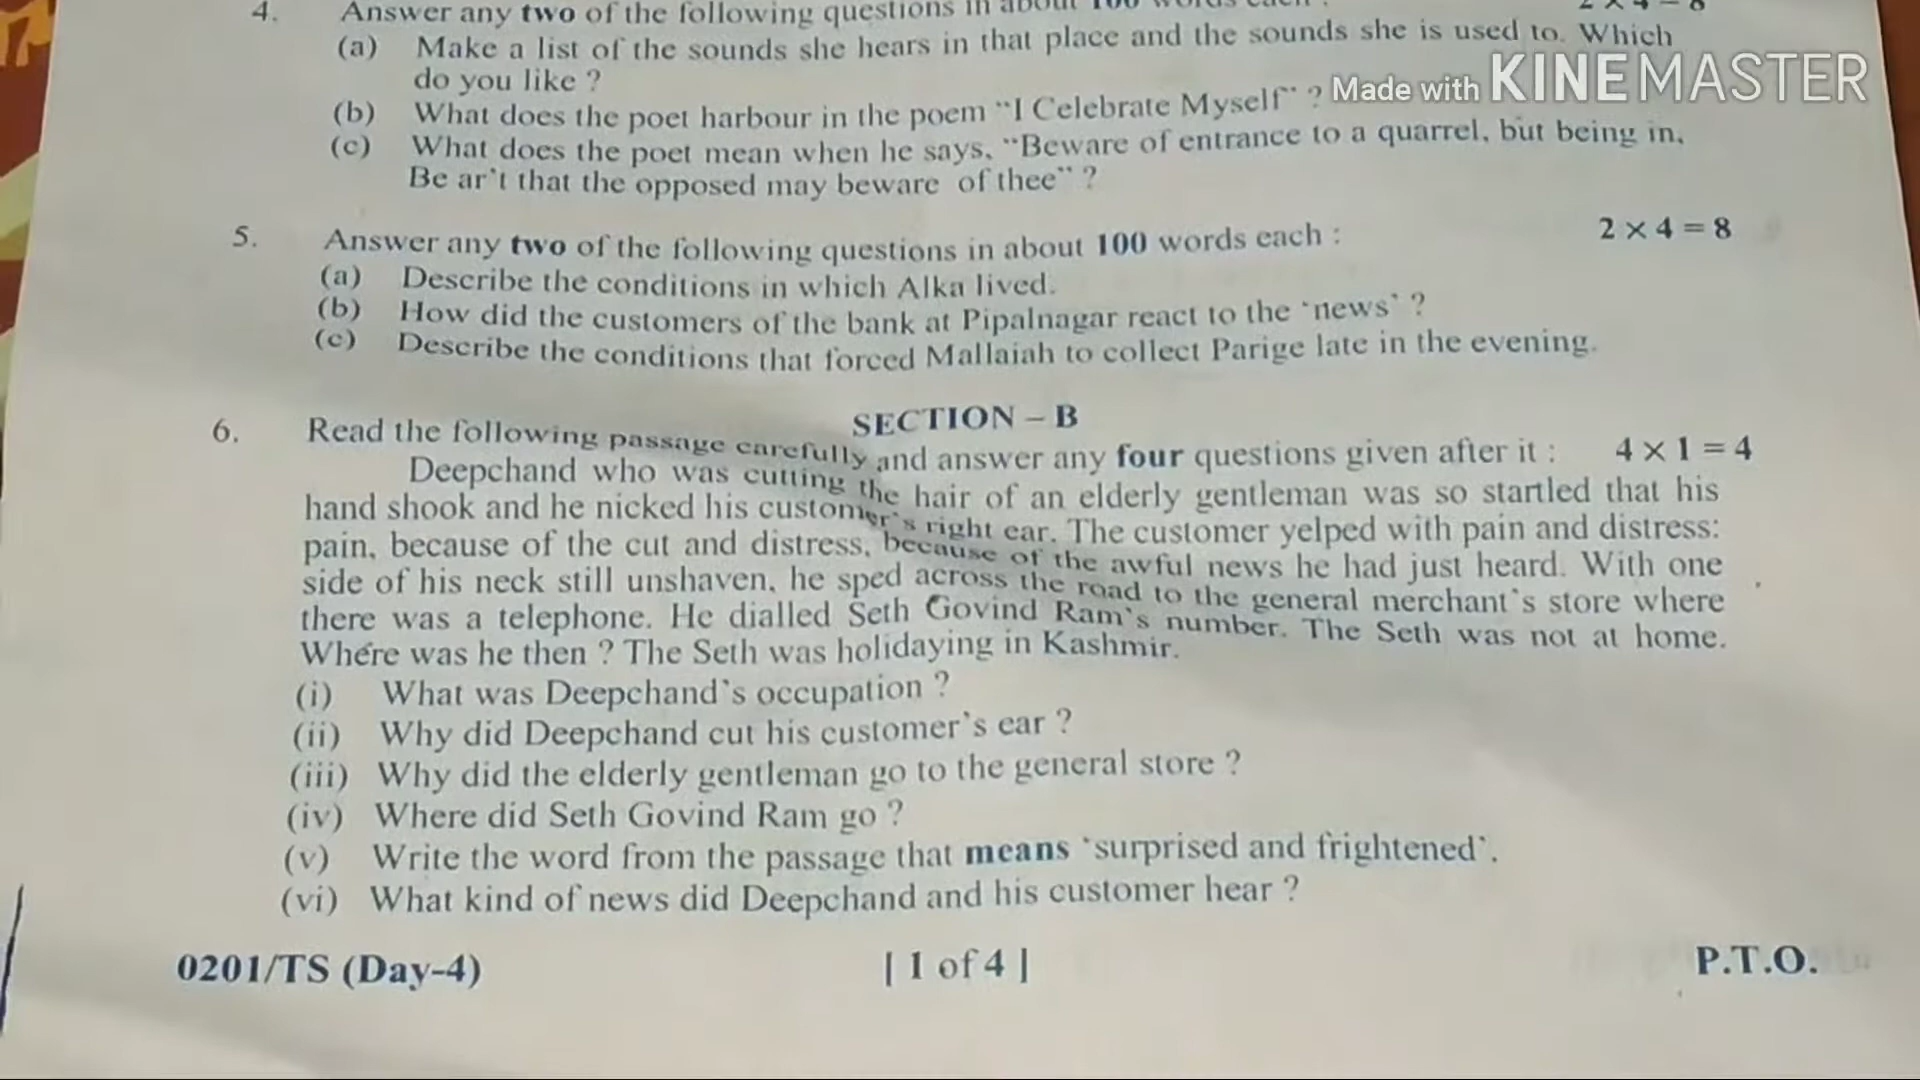 4. Answer any two of the following questions in about 100 words each :
2 × 4 = 8
(a) Make a list of the sounds she hears in that place and the sounds she is used to. Which
do you like ?
Made with KINEMASTER
(b) What does the poet harbour in the poem “I Celebrate Myself” ?
(c) What does the poet mean when he says, “Beware of entrance to a quarrel, but being in,
Be ar't that the opposed may beware of thee” ?
5. Answer any two of the following questions in about 100 words each : 2 × 4 = 8
(a) Describe the conditions in which Alka lived.
(b) How did the customers of the bank at Pipalnagar react to the ‘news’ ?
(c) Describe the conditions that forced Mallaiah to collect Parige late in the evening.
SECTION – B
6. Read the following passage carefully and answer any four questions given after it : 4 × 1 = 4
Deepchand who was cutting the hair of an elderly gentleman was so startled that his
hand shook and he nicked his customer's right ear. The customer yelped with pain and distress:
pain, because of the cut and distress, because of the awful news he had just heard. With one
side of his neck still unshaven, he sped across the road to the general merchant's store where
there was a telephone. He dialled Seth Govind Ram's number. The Seth was not at home.
Where was he then ? The Seth was holidaying in Kashmir.
(i) What was Deepchand's occupation ?
(ii) Why did Deepchand cut his customer's ear ?
(iii) Why did the elderly gentleman go to the general store ?
(iv) Where did Seth Govind Ram go ?
(v) Write the word from the passage that means ‘surprised and frightened’.
(vi) What kind of news did Deepchand and his customer hear ?
0201/TS (Day-4) [ 1 of 4 ] P.T.O.